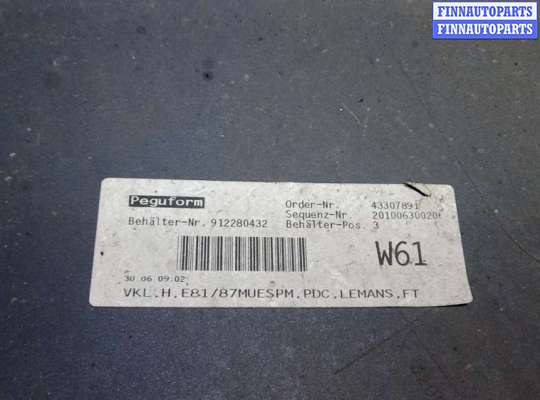 FINNAUTOPARTS
FINNAUTOPARTS
Peguform
Order-Nr. 43307891
Sequenz-Nr 20100630020
Behälter-Nr. 912280432 Behälter-Pos. 3
W61
30.06 09:02
VKL.H.E81/87MUESPM.PDC.LEMANS.FT